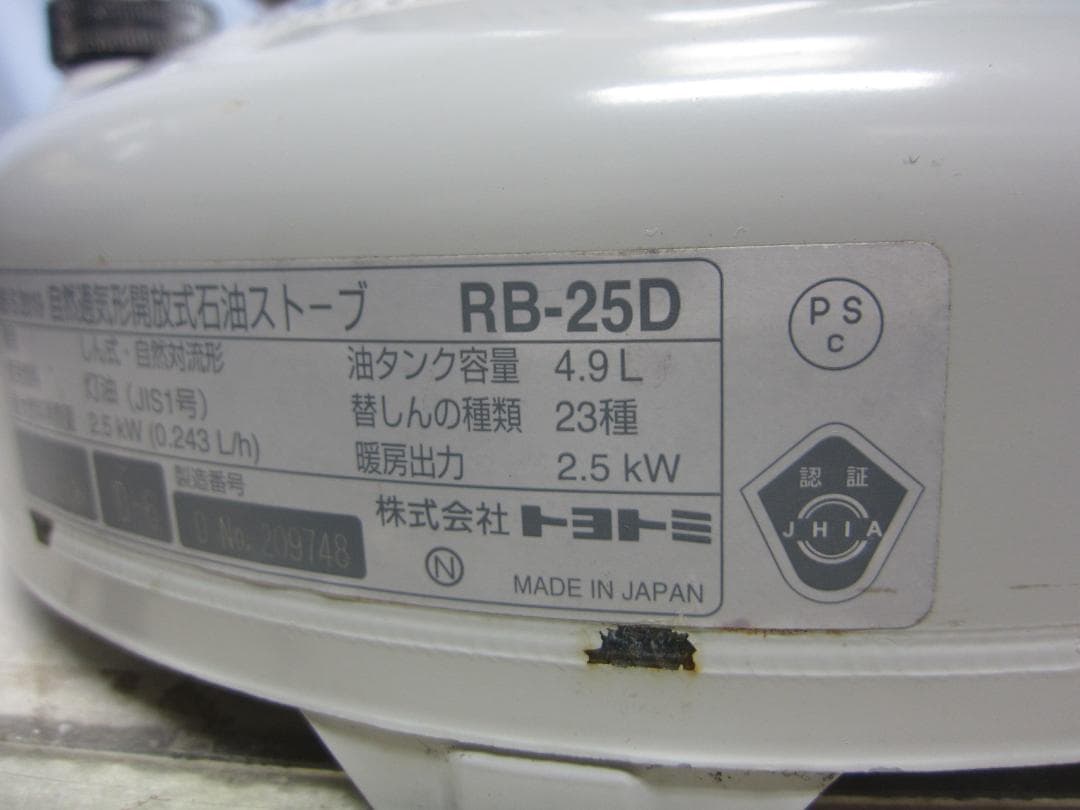 自然通気形開放式石油ストーブ RB-25D
しん式・自然対流形
灯油 (JIS1号)
2.5 kW (0.243 L/h)
油タンク容量 4.9 L
替しんの種類 23種
暖房出力 2.5 kW
製造番号
No. 209748
株式会社 トヨトミ
N
MADE IN JAPAN
PS
C
認証
JHIA